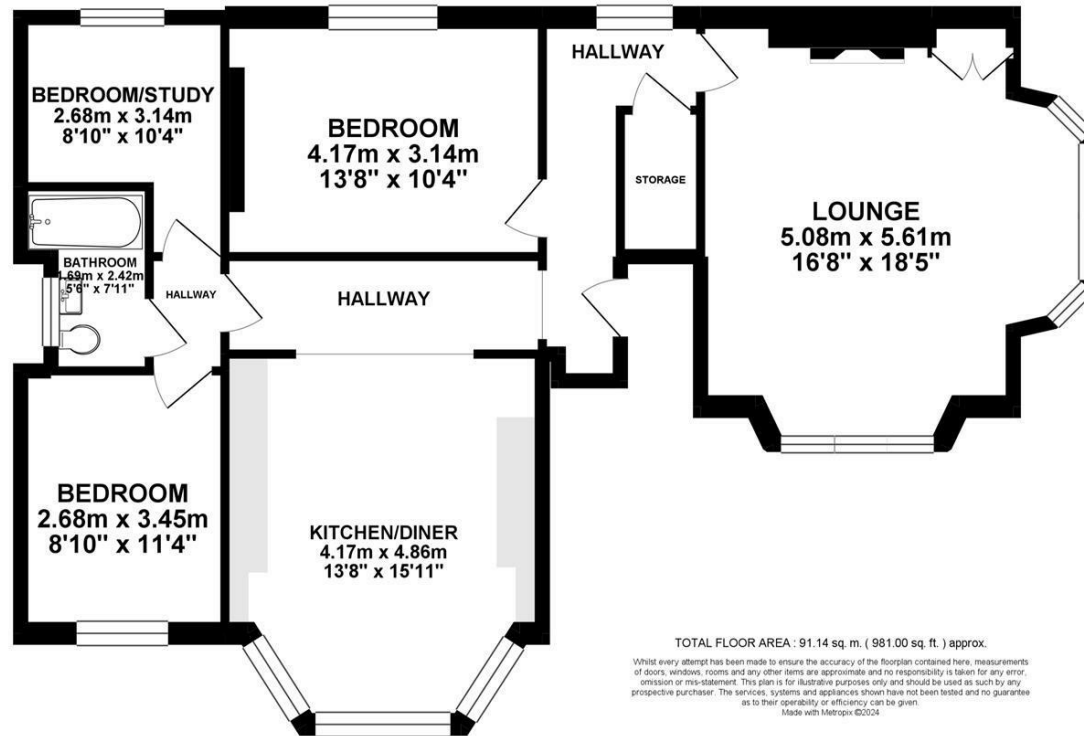 BEDROOM/STUDY
2.68m x 3.14m
8'10" x 10'4"
BEDROOM
4.17m x 3.14m
13'8" x 10'4"
HALLWAY
STORAGE
LOUNGE
5.08m x 5.61m
16'8" x 18'5"
BATHROOM
1.69m x 2.42m
5'6" x 7'11"
HALLWAY
HALLWAY
BEDROOM
2.68m x 3.45m
8'10" x 11'4"
KITCHEN/DINER
4.17m x 4.86m
13'8" x 15'11"
TOTAL FLOOR AREA : 91.14 sq. m. ( 981.00 sq. ft. ) approx.
Whilst every attempt has been made to ensure the accuracy of the floorplan contained here, measurements
of doors, windows, rooms and any other items are approximate and no responsibility is taken for any error,
omission or mis-statement. This plan is for illustrative purposes only and should be used as such by any
prospective purchaser. The services, systems and appliances shown have not been tested and no guarantee
as to their operability or efficiency can be given.
Made with Metropix ©2024